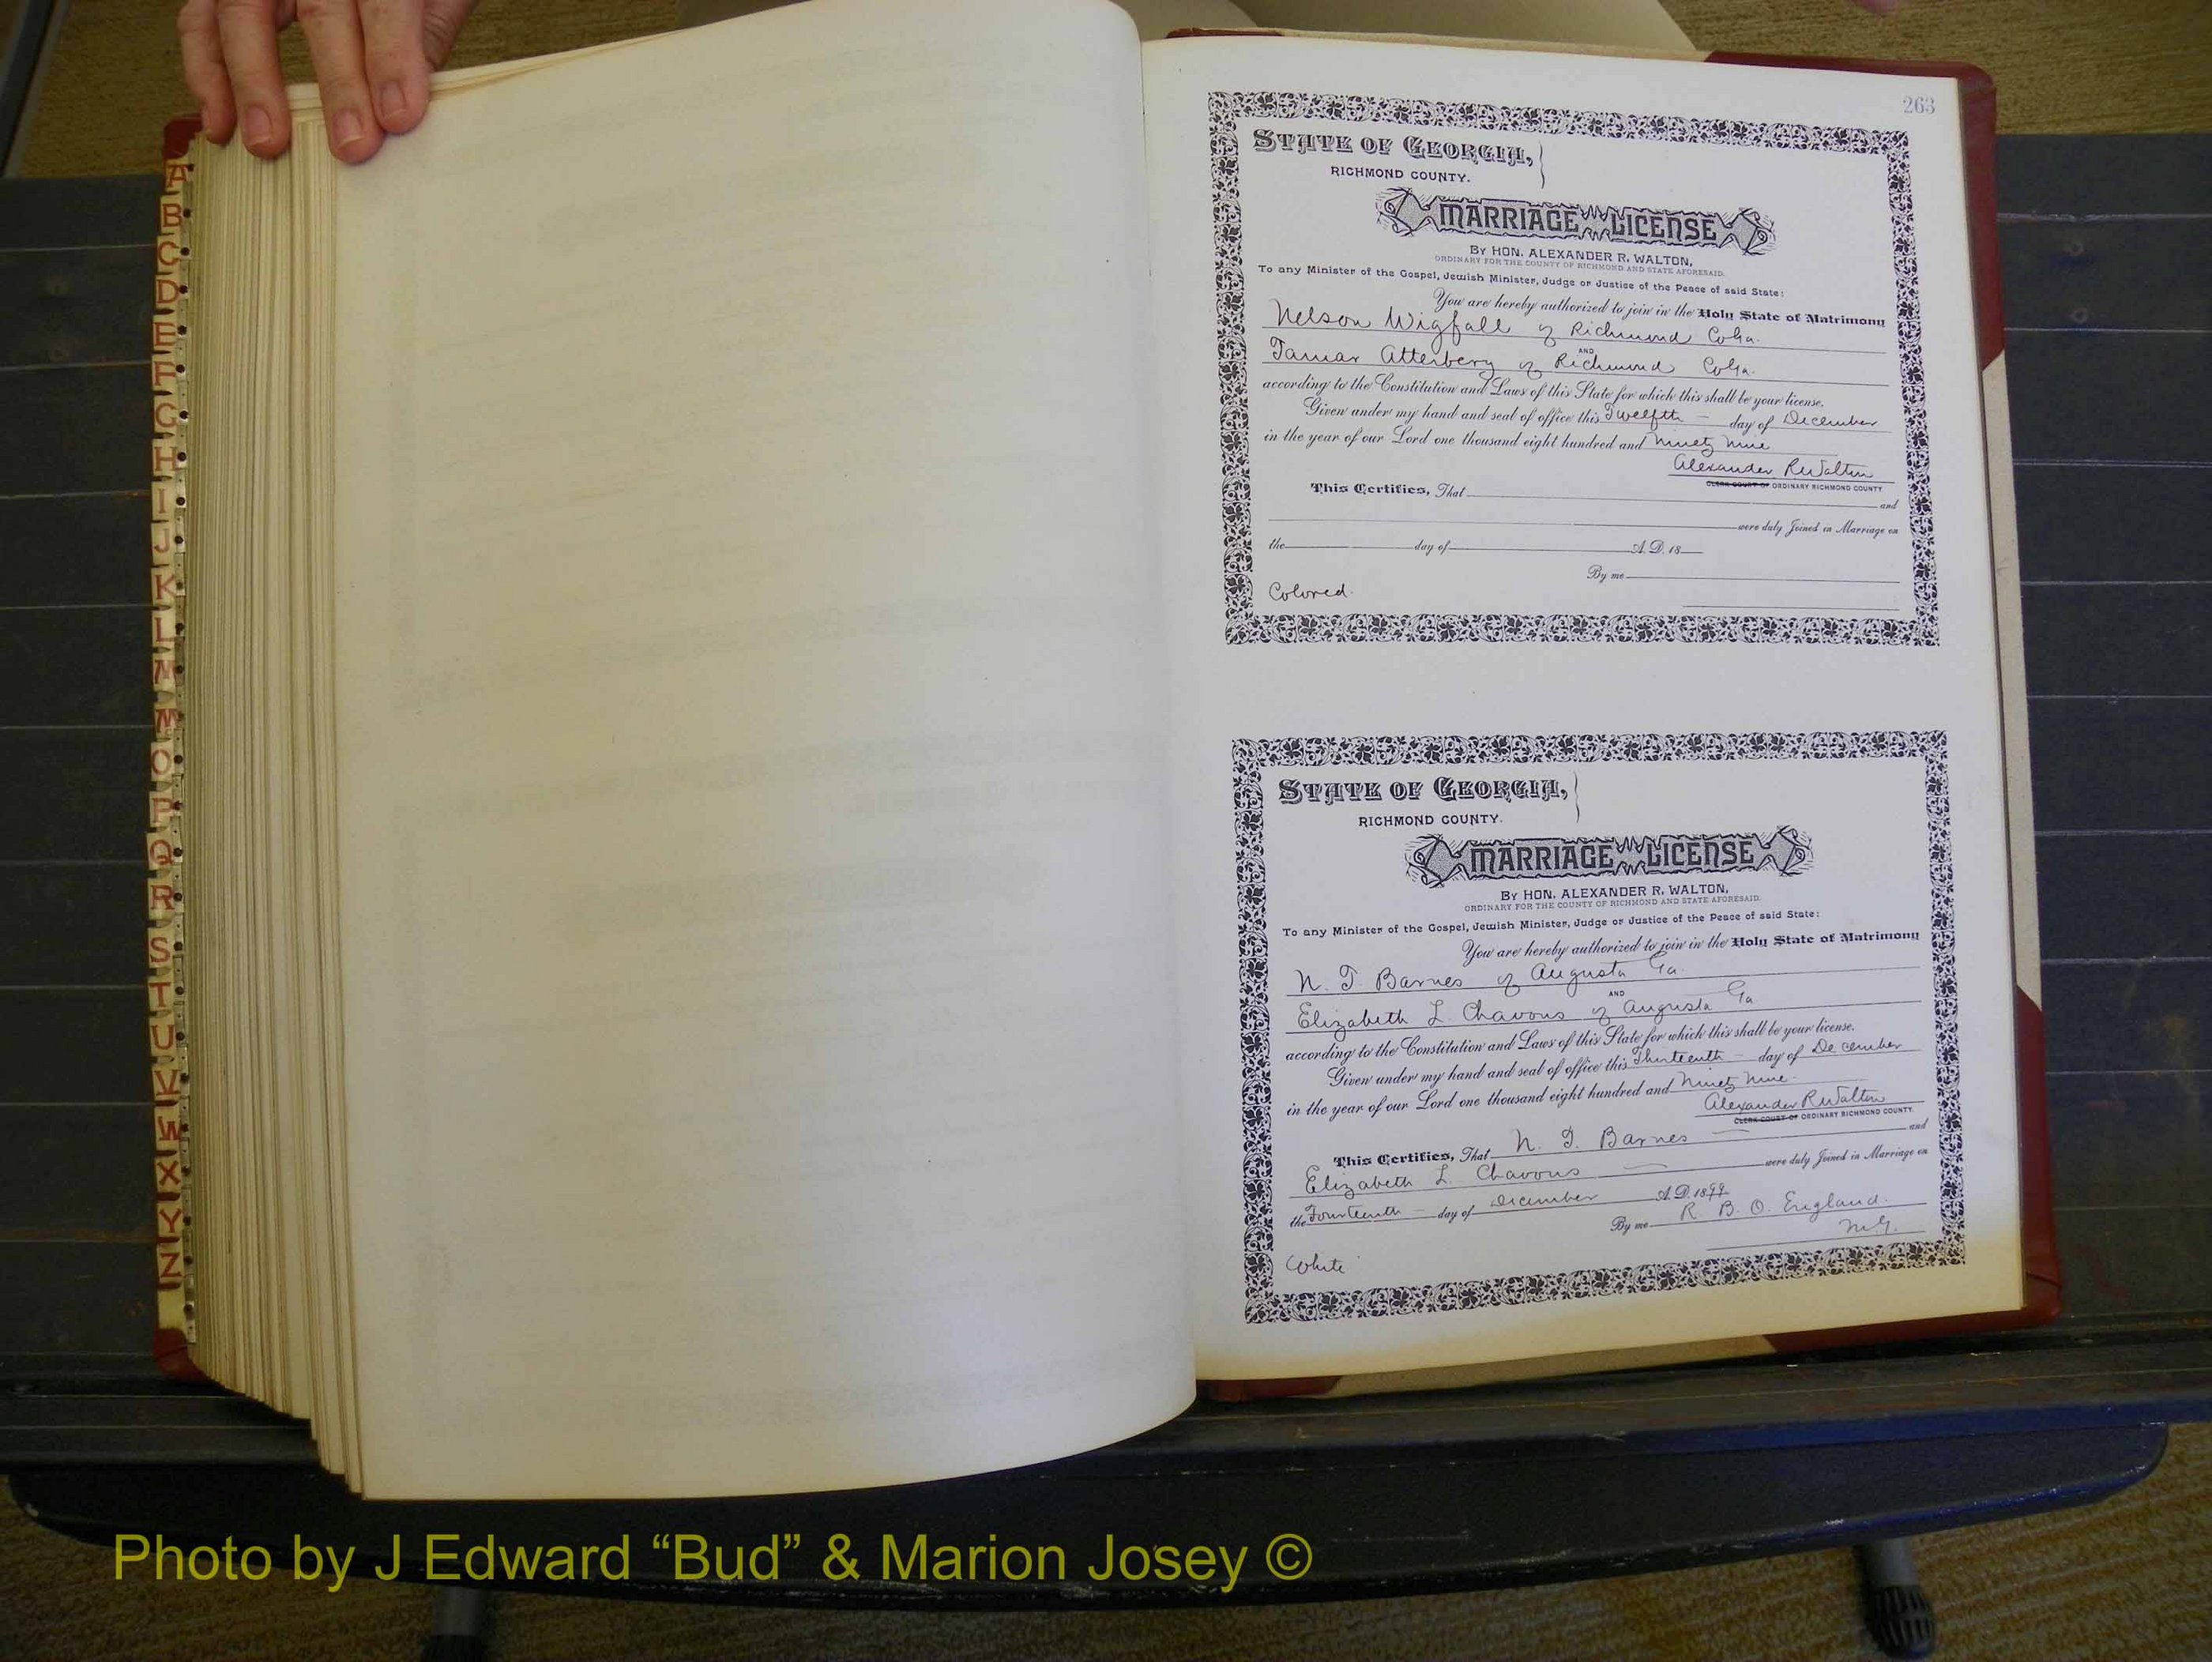 A
B
C
D
E
F
G
H
I
J
K
L
M
M
O
P
Q
R
S
T
U
V
W
X
Y
Z
263
STATE OF GEORGIA,
RICHMOND COUNTY.
MARRIAGE LICENSE
By HON. ALEXANDER R. WALTON,
ORDINARY FOR THE COUNTY OF RICHMOND AND STATE AFORESAID.
To any Minister of the Gospel, Jewish Minister, Judge or Justice of the Peace of said State:
You are hereby authorized to join in the Holy State of Matrimony
Nelson Wigfall of Richmond Co Ga.
AND
Tamar Atterbery of Richmond Co Ga.
according to the Constitution and Laws of this State for which this shall be your license.
Given under my hand and seal of office this Twelfth day of December
in the year of our Lord one thousand eight hundred and Ninety Nine
Alexander R Walton
CLERK COURT OF ORDINARY RICHMOND COUNTY.
This Certifies, That and
were duly Joined in Marriage on
the day of A. D. 18
By me
Colored.
STATE OF GEORGIA,
RICHMOND COUNTY.
MARRIAGE LICENSE
By HON. ALEXANDER R. WALTON,
ORDINARY FOR THE COUNTY OF RICHMOND AND STATE AFORESAID.
To any Minister of the Gospel, Jewish Minister, Judge or Justice of the Peace of said State:
You are hereby authorized to join in the Holy State of Matrimony
N. T. Barnes of Augusta Ga.
AND
Elizabeth L. Chavous of Augusta Ga
according to the Constitution and Laws of this State for which this shall be your license.
Given under my hand and seal of office this Thirteenth day of December
in the year of our Lord one thousand eight hundred and Ninety Nine.
Alexander R Walton
CLERK COURT OF ORDINARY RICHMOND COUNTY.
This Certifies, That N. T. Barnes and
Elizabeth L. Chavous were duly Joined in Marriage on
the Fourteenth day of December A. D. 1899
By me R. B. O. England.
M.G.
White
Photo by J Edward “Bud” & Marion Josey ©